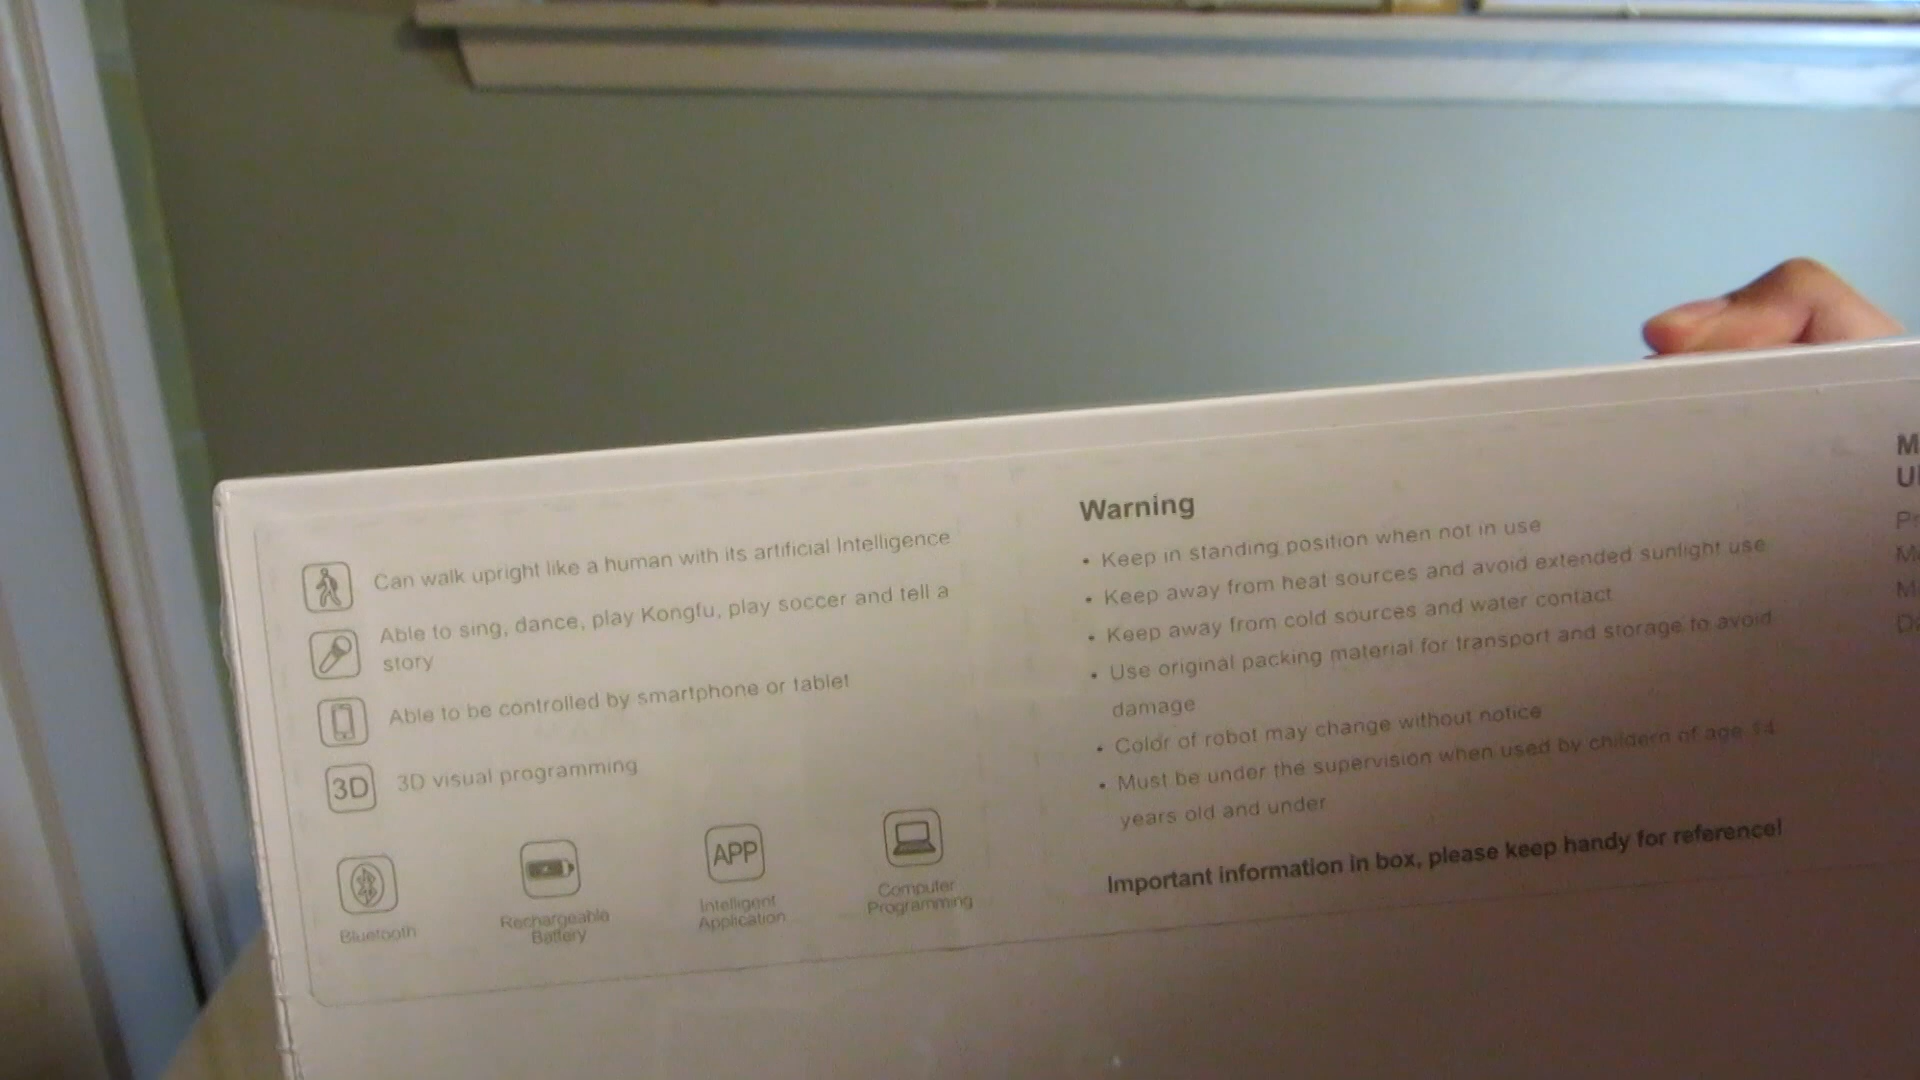 Can walk upright like a human with its artificial Intelligence
Able to sing, dance, play Kongfu, play soccer and tell a
story
Able to be controlled by smartphone or tablet
3D
3D visual programming
Bluetooth
Rechargeable
Battery
APP
Intelligent
Application
Computer
Programming
Warning
• Keep in standing position when not in use
• Keep away from heat sources and avoid extended sunlight use
• Keep away from cold sources and water contact
• Use original packing material for transport and storage to avoid
damage
• Color of robot may change without notice
• Must be under the supervision when used by childern of age 14
years old and under
Important information in box, please keep handy for reference!